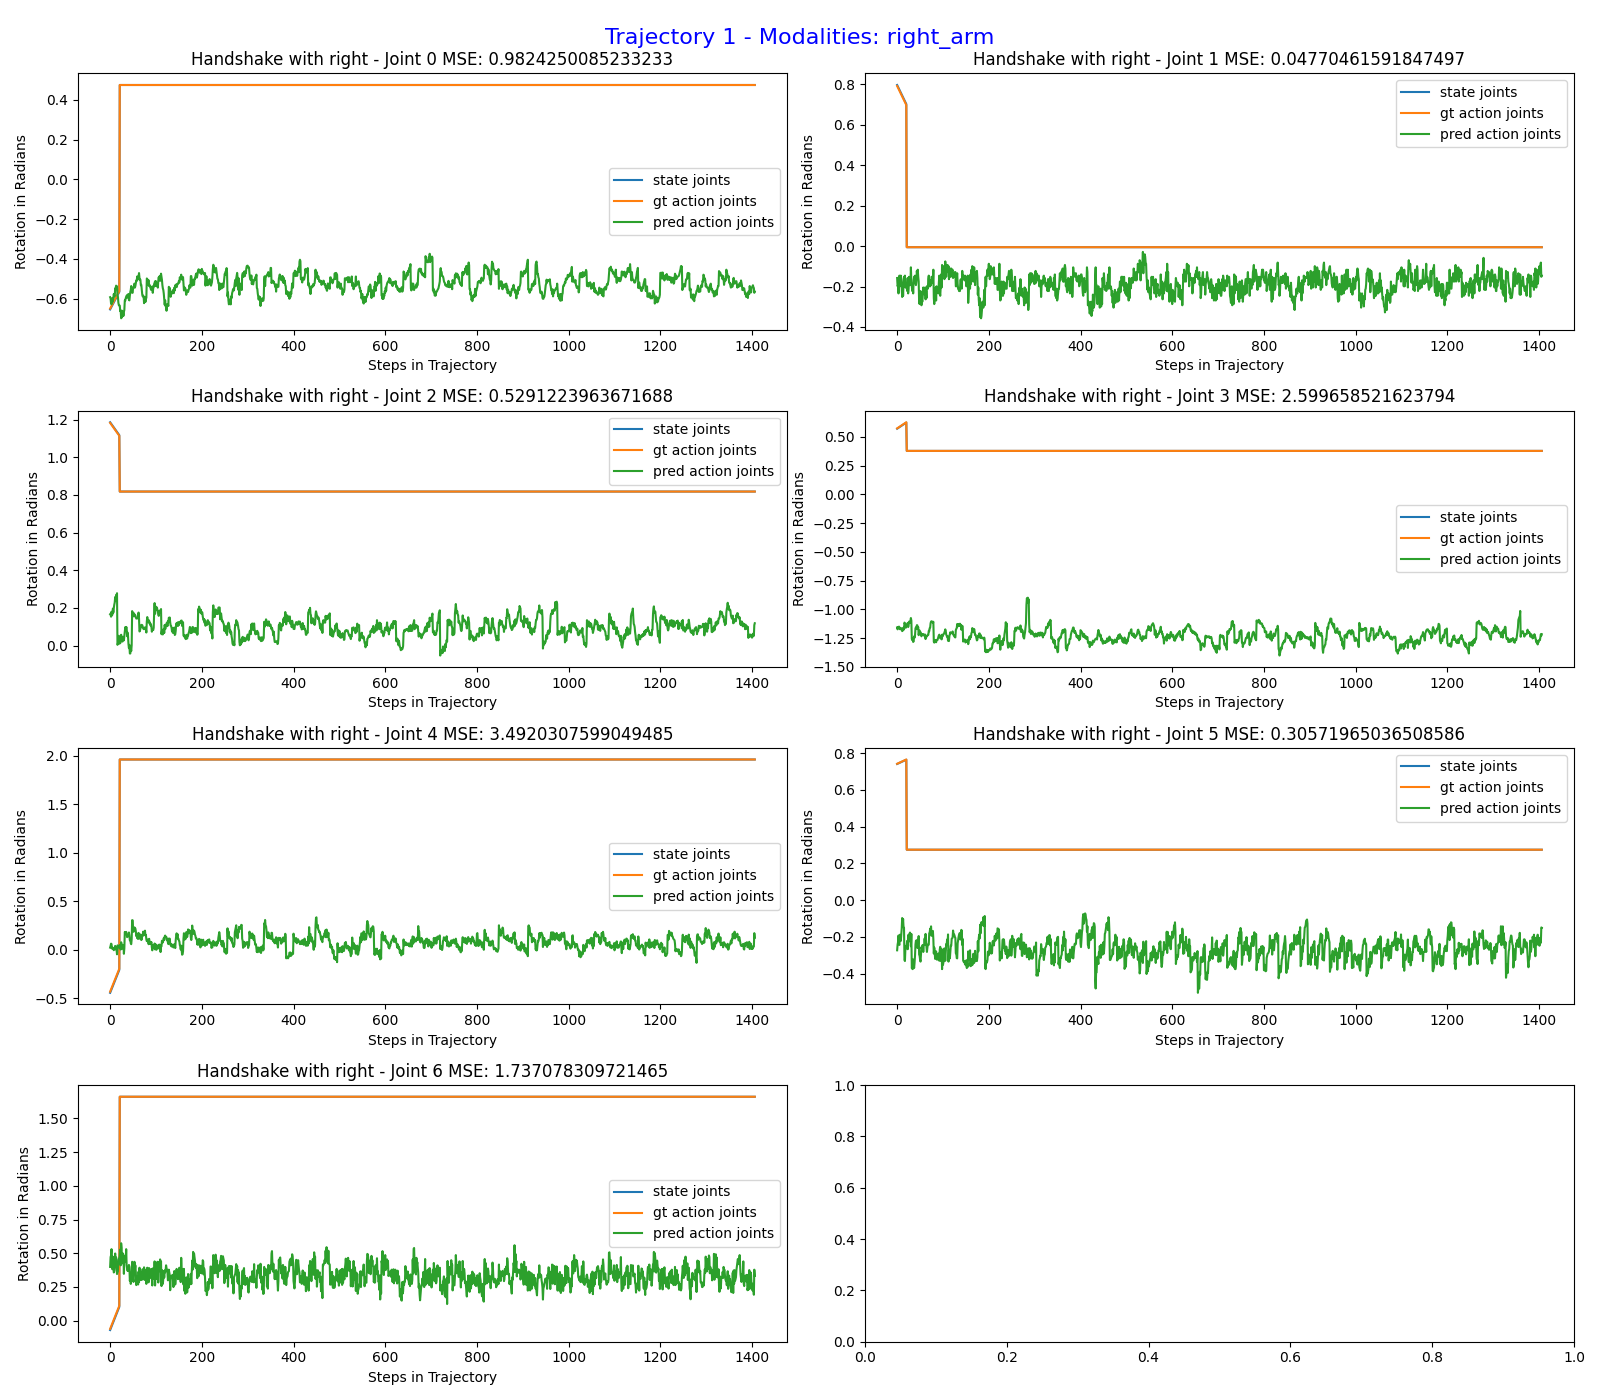 Trajectory 1 - Modalities: right_arm
Handshake with right - Joint 0 MSE: 0.9824250085233233
0.4
0.2
0.0
−0.2
−0.4
−0.6
Rotation in Radians
state joints
gt action joints
pred action joints
0 200 400 600 800 1000 1200 1400
Steps in Trajectory
Handshake with right - Joint 1 MSE: 0.04770461591847497
0.8
0.6
0.4
0.2
0.0
−0.2
−0.4
Rotation in Radians
state joints
gt action joints
pred action joints
0 200 400 600 800 1000 1200 1400
Steps in Trajectory
Handshake with right - Joint 2 MSE: 0.5291223963671688
1.2
1.0
0.8
0.6
0.4
0.2
0.0
Rotation in Radians
state joints
gt action joints
pred action joints
0 200 400 600 800 1000 1200 1400
Steps in Trajectory
Handshake with right - Joint 3 MSE: 2.599658521623794
0.50
0.25
0.00
−0.25
−0.50
−0.75
−1.00
−1.25
−1.50
Rotation in Radians
state joints
gt action joints
pred action joints
0 200 400 600 800 1000 1200 1400
Steps in Trajectory
Handshake with right - Joint 4 MSE: 3.4920307599049485
2.0
1.5
1.0
0.5
0.0
−0.5
Rotation in Radians
state joints
gt action joints
pred action joints
0 200 400 600 800 1000 1200 1400
Steps in Trajectory
Handshake with right - Joint 5 MSE: 0.30571965036508586
0.8
0.6
0.4
0.2
0.0
−0.2
−0.4
Rotation in Radians
state joints
gt action joints
pred action joints
0 200 400 600 800 1000 1200 1400
Steps in Trajectory
Handshake with right - Joint 6 MSE: 1.737078309721465
1.50
1.25
1.00
0.75
0.50
0.25
0.00
Rotation in Radians
state joints
gt action joints
pred action joints
0 200 400 600 800 1000 1200 1400
Steps in Trajectory
1.0
0.8
0.6
0.4
0.2
0.0
0.0 0.2 0.4 0.6 0.8 1.0